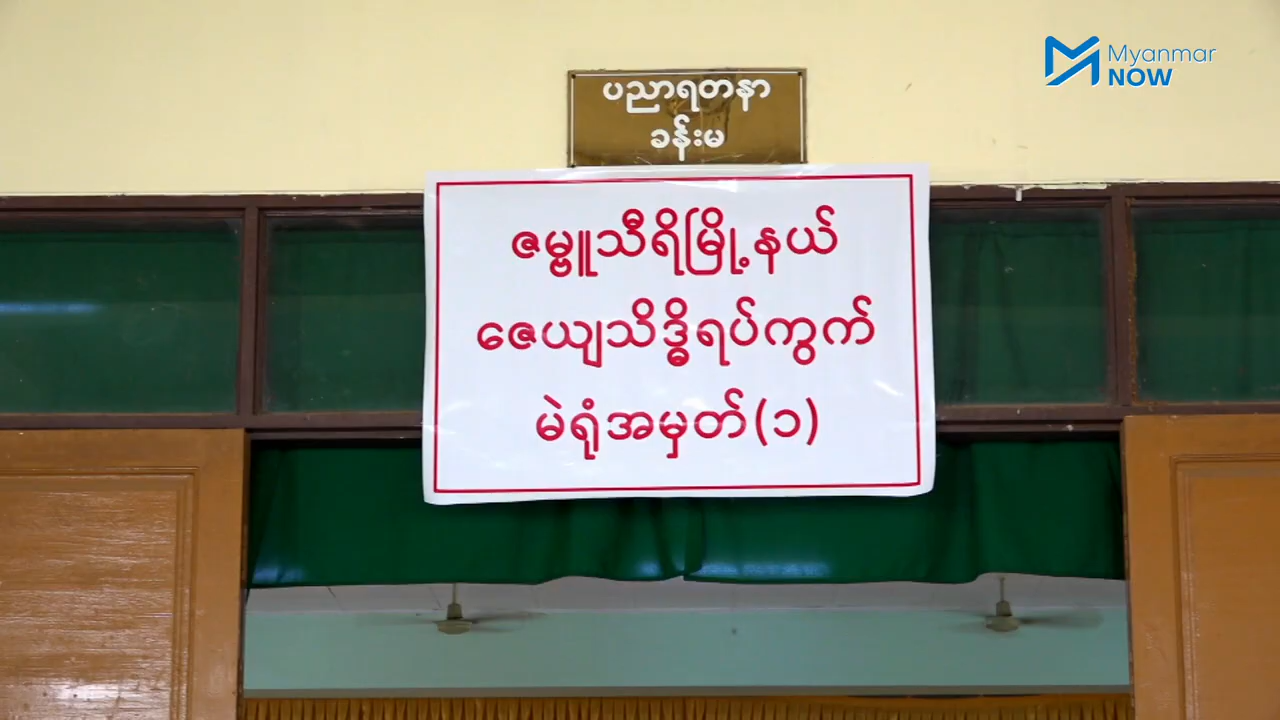 Myanmar
NOW
ပညာရတနာ
ခန်းမ
ဇမ္ဗူသီရိမြို့နယ်
ဇေယျသိဒ္ဓိရပ်ကွက်
မဲရုံအမှတ်(၁)